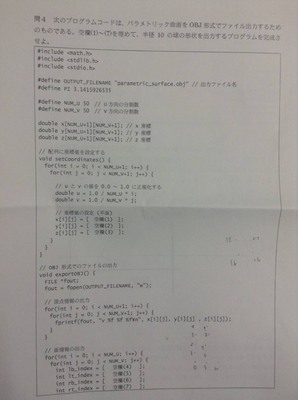 問4 次のプログラムコードは、パラメトリック曲面を OBJ 形式でファイル出力するため
のものである。空欄(1)~(7)を埋めて、半径 10 の球の形状を出力するプログラムを完成さ
せよ。
#include <math.h>
#include <stdlib.h>
#include <stdio.h>
#define OUTPUT_FILENAME "parametric_surface.obj" // 出力ファイル名
#define PI 3.1415926535
#define NUM_U 50 // U 方向の分割数
#define NUM_V 50 // V 方向の分割数
double x[NUM_U+1][NUM_V+1]; // x 座標
double y[NUM_U+1][NUM_V+1]; // y 座標
double z[NUM_U+1][NUM_V+1]; // z 座標
// 配列に座標値を設定する
void setCoordinates() {
for(int i = 0; i < NUM_U+1; i++) {
for(int j = 0; j < NUM_V+1; j++) {
// u と v の値を 0.0 ~ 1.0 に正規化する
double u = 1.0 / NUM_U * i;
double v = 1.0 / NUM_V * j;
// 座標値の設定
x[i][j] = [ 空欄(1) ];
y[i][j] = [ 空欄(2) ];
z[i][j] = [ 空欄(3) ];
}
}
}
// OBJ 形式でのファイルの出力
void exportOBJ() {
FILE *fout;
fout = fopen(OUTPUT_FILENAME, "w");
// 頂点座標の出力
for(int i = 0; i < NUM_U+1; i++) {
for(int j = 0; j < NUM_V+1; j++) {
fprintf(fout, "v %f %f %f¥n", x[i][j], y[i][j], z[i][j]);
}
}
// 面情報の出力
for(int i = 0; i < NUM_U; i++) {
for(int j = 0; j < NUM_V; j++) {
int lb_index = [ 空欄(4) ];
int lt_index = [ 空欄(5) ];
int rt_index = [ 空欄(6) ];
[ 空欄(7) ];